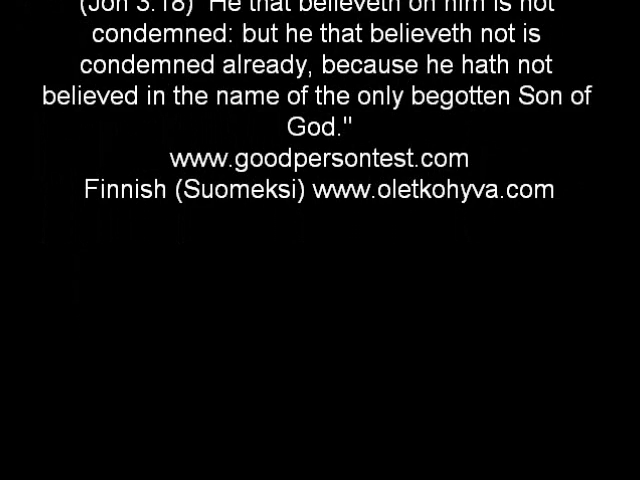 (Joh 3:18) "He that believeth on him is not
condemned: but he that believeth not is
condemned already, because he hath not
believed in the name of the only begotten Son of
God."
www.goodpersontest.com
Finnish (Suomeksi) www.oletkohyva.com